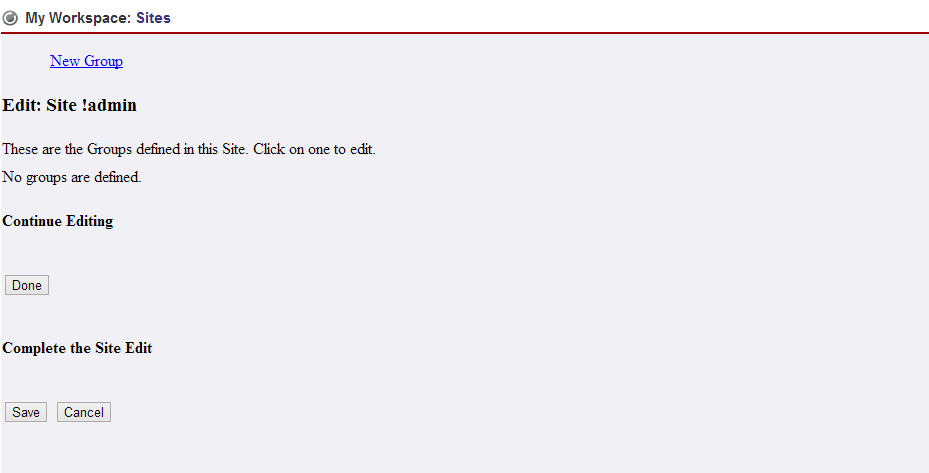 My Workspace: Sites
New Group
Edit: Site !admin
These are the Groups defined in this Site. Click on one to edit.
No groups are defined.
Continue Editing
Done
Complete the Site Edit
Save Cancel